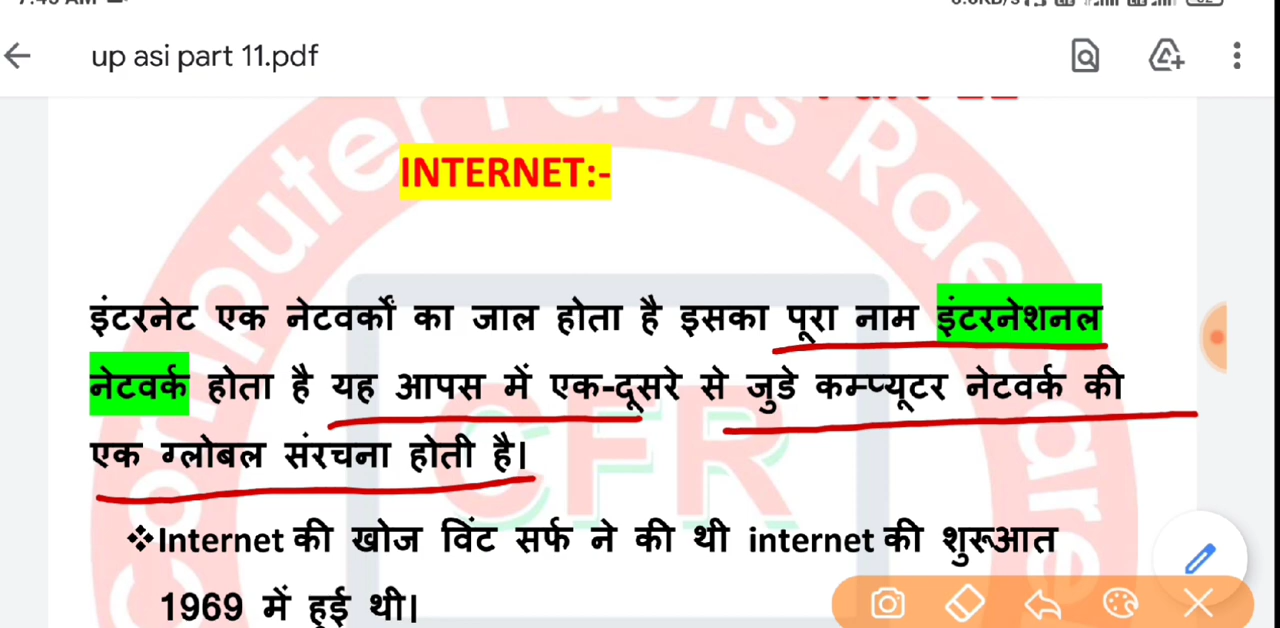 up asi part 11.pdf
INTERNET:-
इंटरनेट एक नेटवर्कों का जाल होता है इसका पूरा नाम इंटरनेशनल
नेटवर्क होता है यह आपस में एक-दूसरे से जुडे कम्प्यूटर नेटवर्क की
एक ग्लोबल संरचना होती है।
❖Internet की खोज विंट सर्फ ने की थी internet की शुरूआत
1969 में हुई थी।
CFR